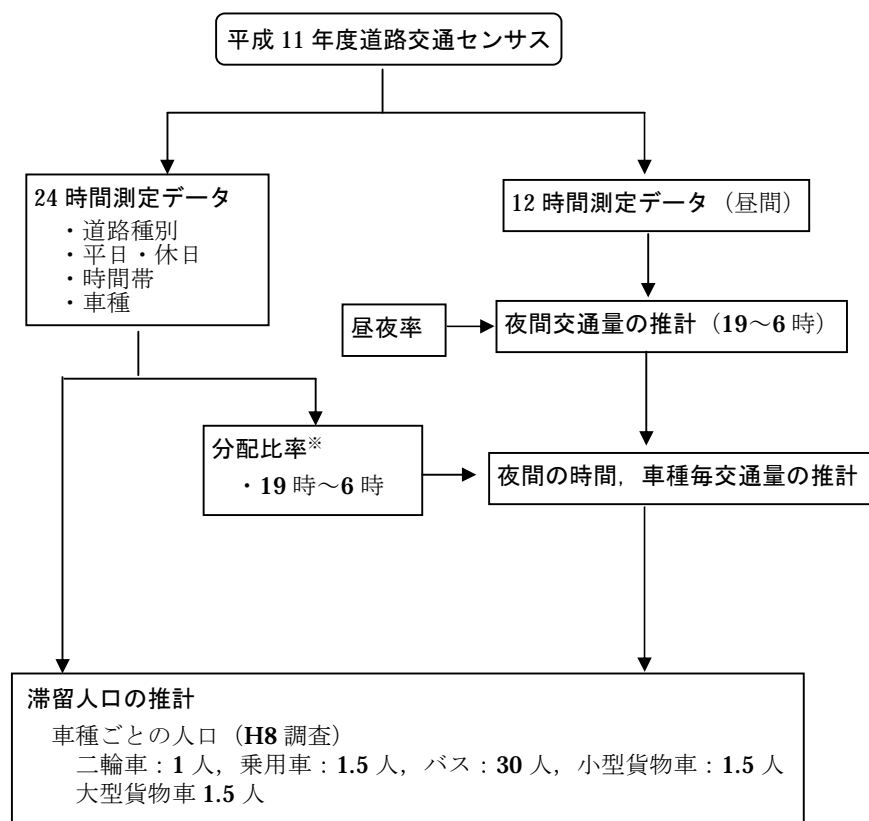 平成 11 年度道路交通センサス
24 時間測定データ
・道路種別
・平日・休日
・時間帯
・車種
12 時間測定データ（昼間）
昼夜率
夜間交通量の推計（19～6 時）
分配比率※
・19 時～6 時
夜間の時間，車種毎交通量の推計
滞留人口の推計
車種ごとの人口（H8 調査）
二輪車：1 人，乗用車：1.5 人，バス：30 人，小型貨物車：1.5 人
大型貨物車 1.5 人